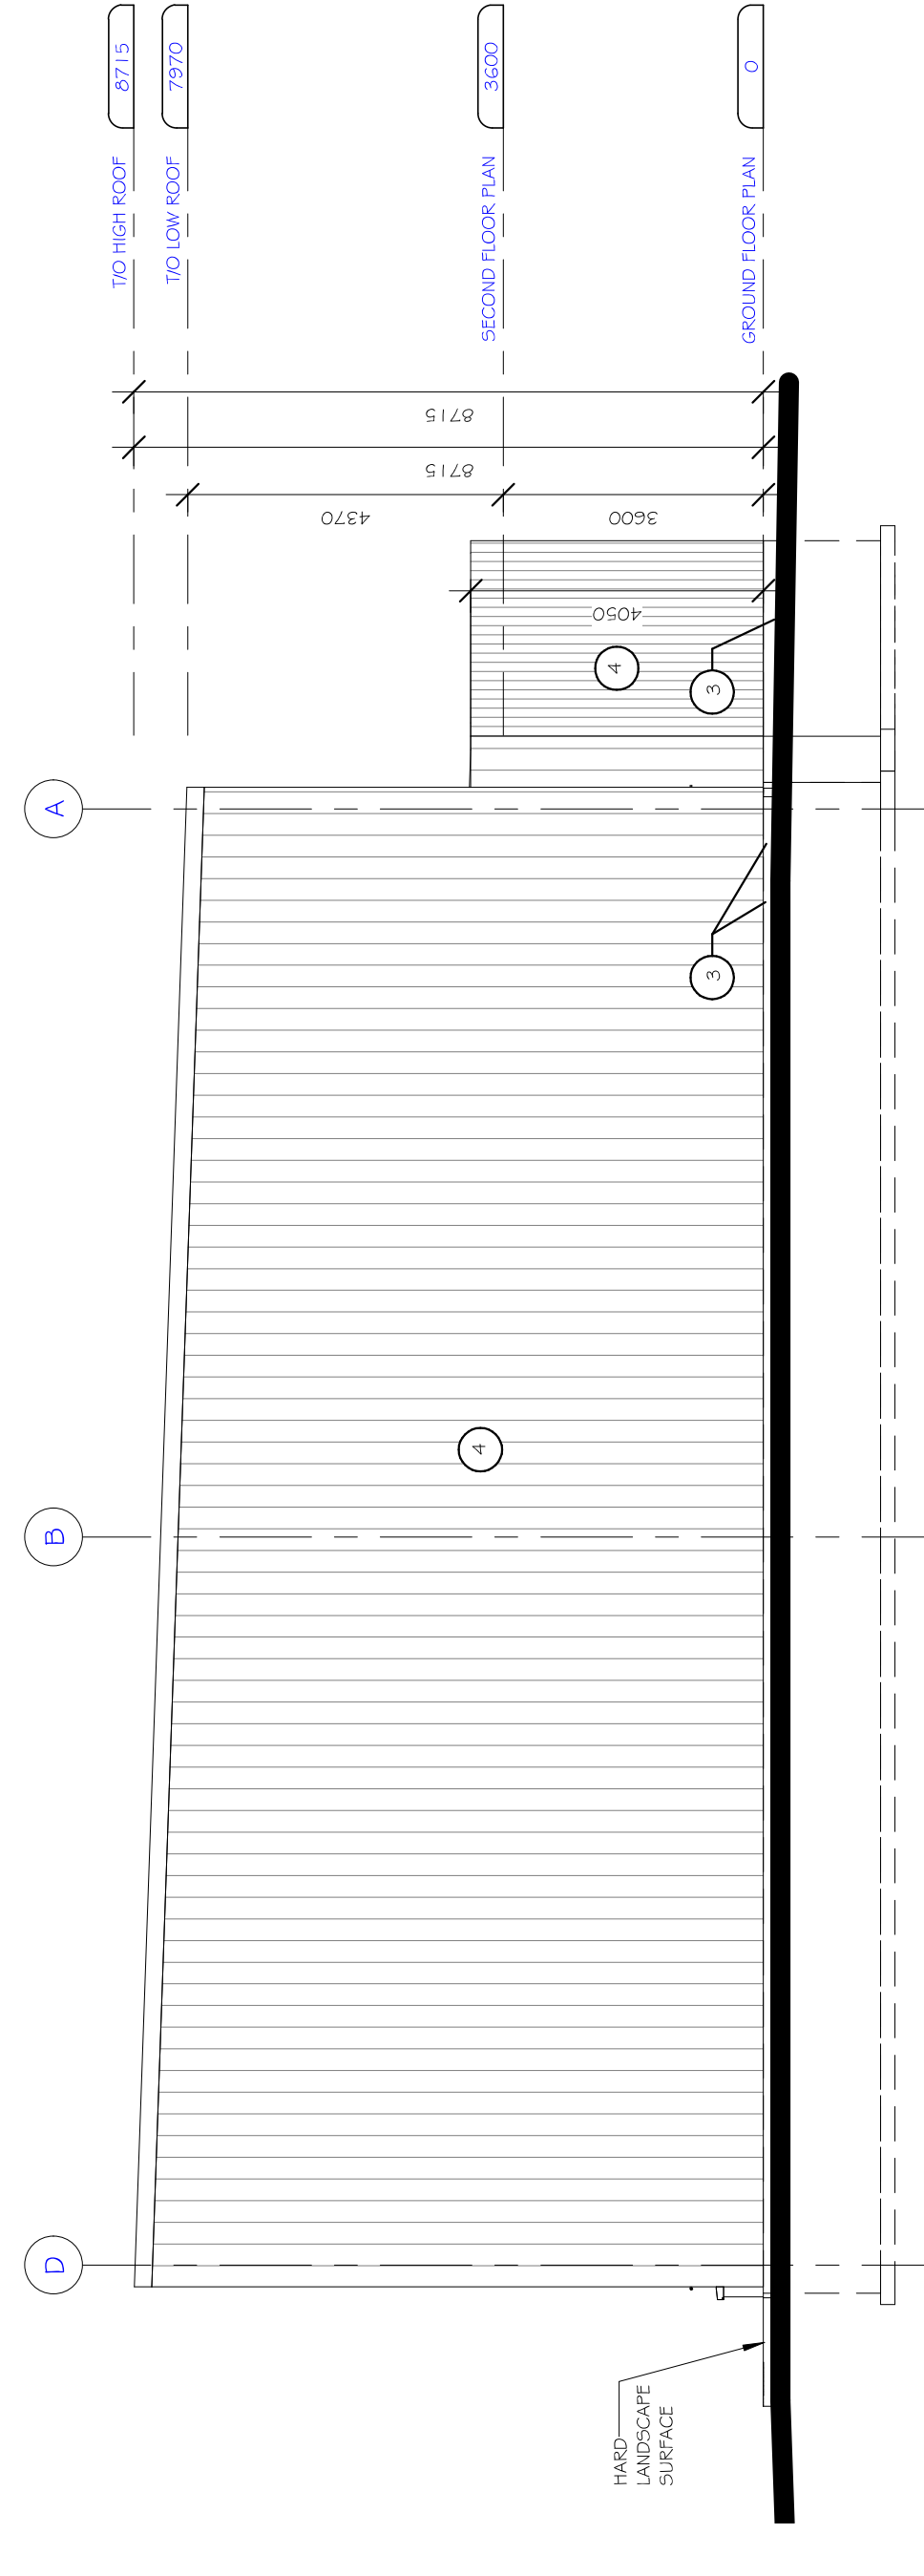 8715
T/O HIGH ROOF
7970
T/O LOW ROOF
3600
SECOND FLOOR PLAN
0
GROUND FLOOR PLAN
8715
8715
4370
3600
4050
4
3
A
3
4
B
D
HARD
LANDSCAPE
SURFACE